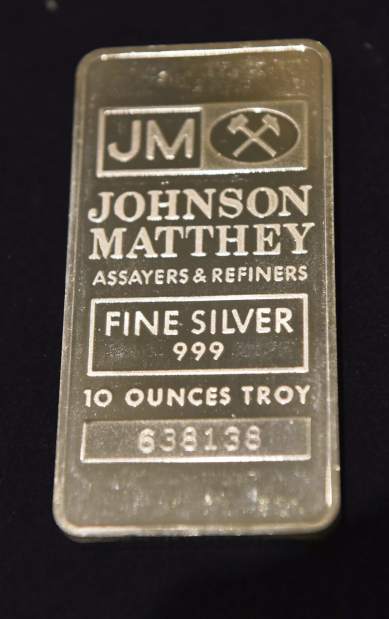 JM
JOHNSON
MATTHEY
ASSAYERS & REFINERS
FINE SILVER
999
10 OUNCES TROY
638138